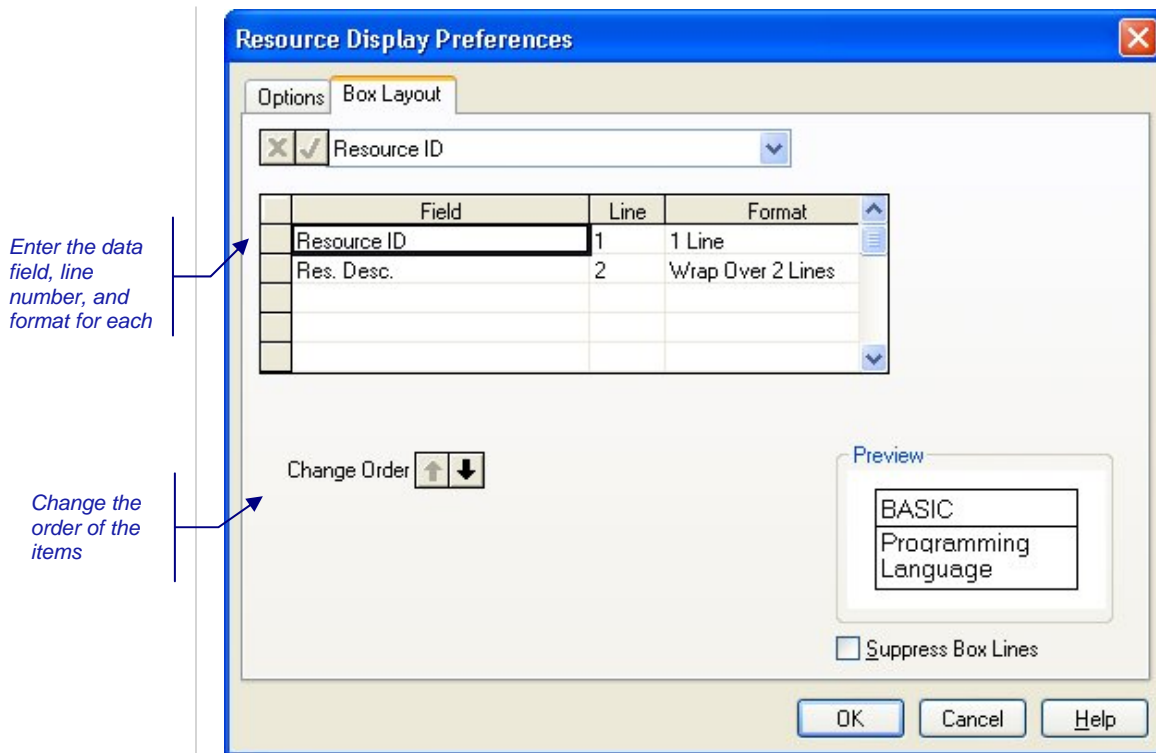 Resource Display Preferences
Options Box Layout
Resource ID
Field Line Format
Resource ID 1 1 Line
Res. Desc. 2 Wrap Over 2 Lines
Enter the data
field, line
number, and
format for each
Change Order
Change the
order of the
items
Preview
BASIC
Programming
Language
Suppress Box Lines
OK Cancel Help